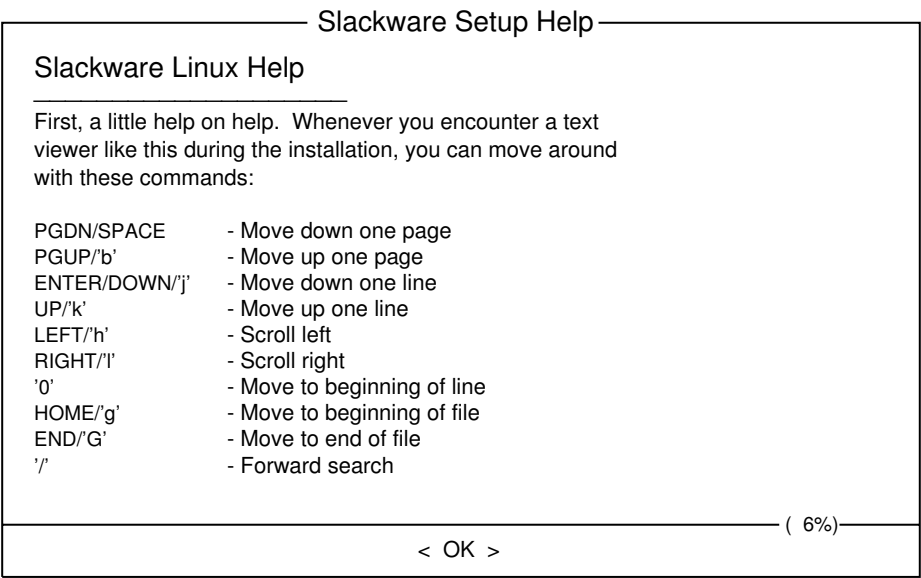 Slackware Setup Help
Slackware Linux Help
First, a little help on help.  Whenever you encounter a text
viewer like this during the installation, you can move around
with these commands:
PGDN/SPACE - Move down one page
PGUP/'b' - Move up one page
ENTER/DOWN/'j' - Move down one line
UP/'k' - Move up one line
LEFT/'h' - Scroll left
RIGHT/'l' - Scroll right
'0' - Move to beginning of line
HOME/'g' - Move to beginning of file
END/'G' - Move to end of file
'/' - Forward search
(  6%)
<  OK  >